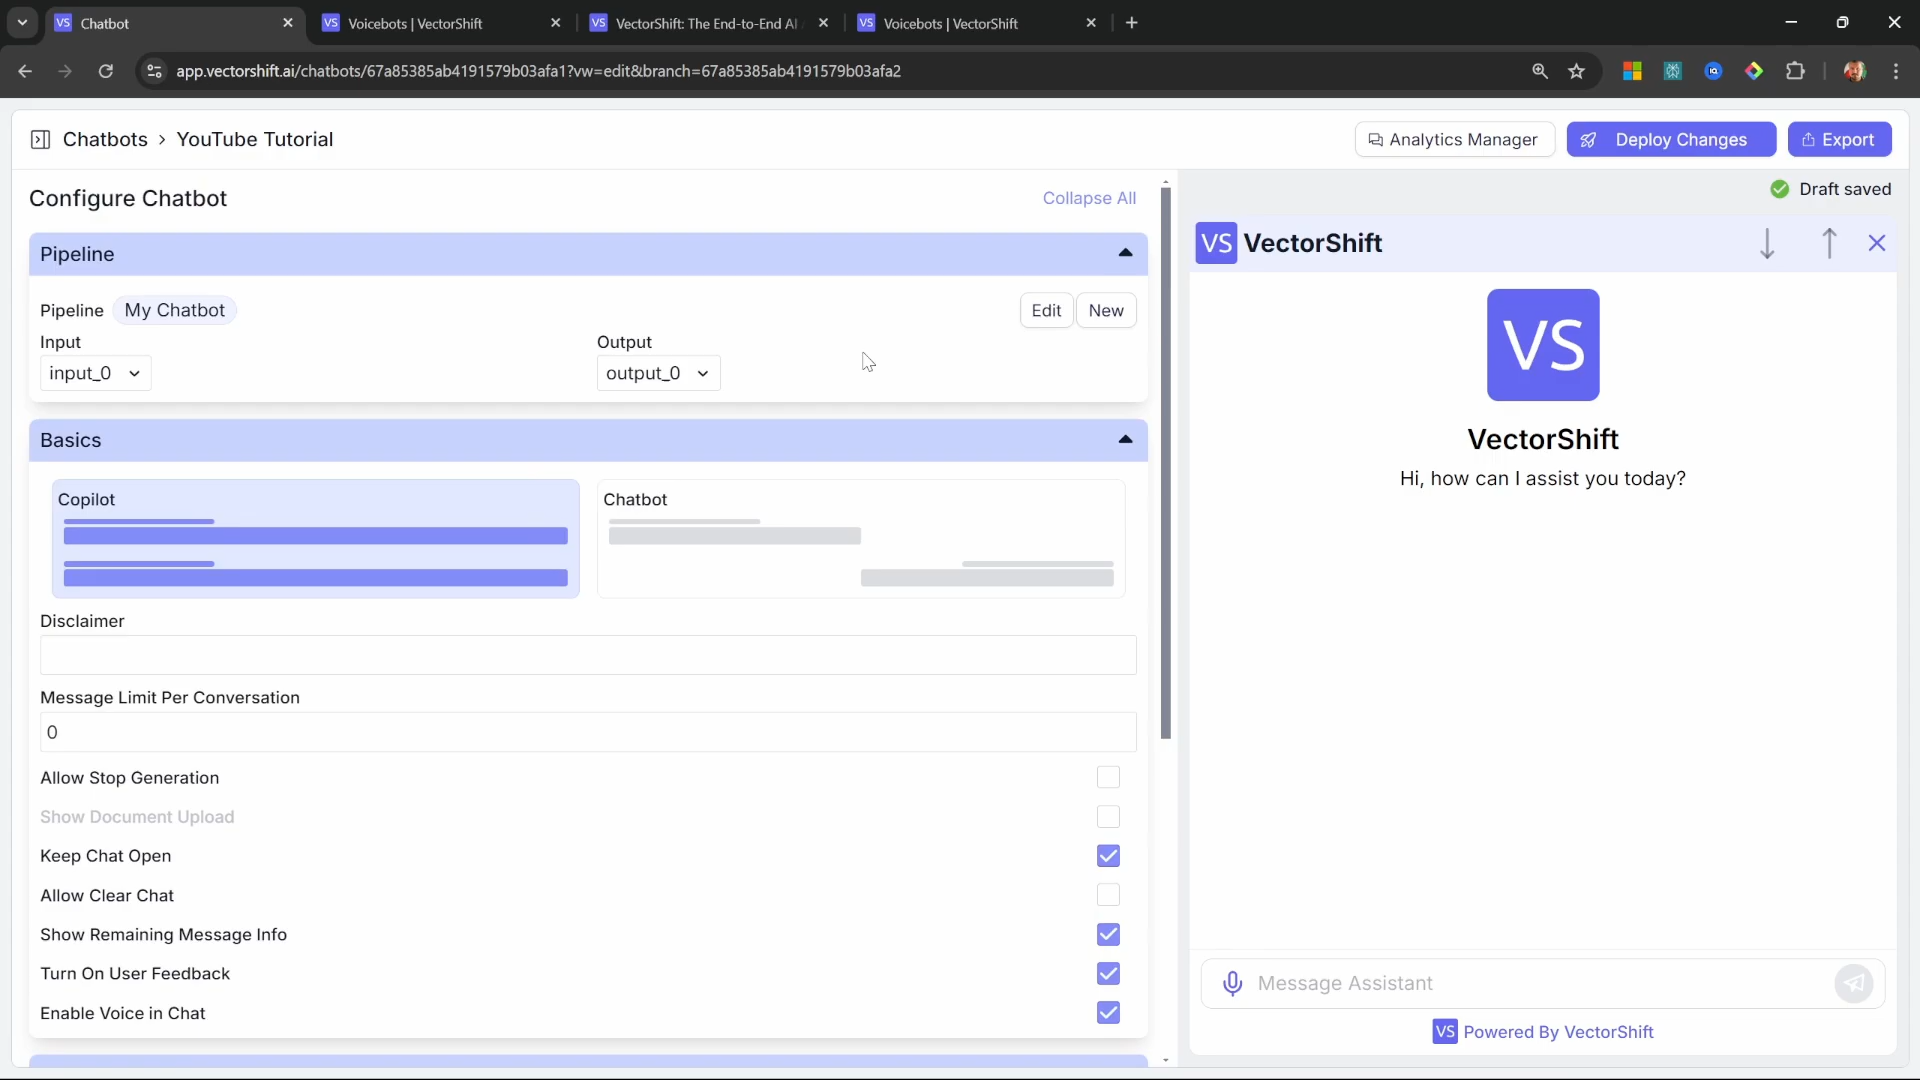 VS Chatbot
VS Voicebots | VectorShift
VS VectorShift: The End-to-End AI
VS Voicebots | VectorShift
app.vectorshift.ai/chatbots/67a85385ab4191579b03afa1?vw=edit&branch=67a85385ab4191579b03afa2
Chatbots > YouTube Tutorial
Analytics Manager
Deploy Changes
Export
Configure Chatbot
Collapse All
Draft saved
Pipeline
Pipeline My Chatbot
Edit
New
Input
Output
input_0
output_0
Basics
Copilot
Chatbot
Disclaimer
Message Limit Per Conversation
0
Allow Stop Generation
Show Document Upload
Keep Chat Open
Allow Clear Chat
Show Remaining Message Info
Turn On User Feedback
Enable Voice in Chat
VS VectorShift
VS
VectorShift
Hi, how can I assist you today?
Message Assistant
VS Powered By VectorShift